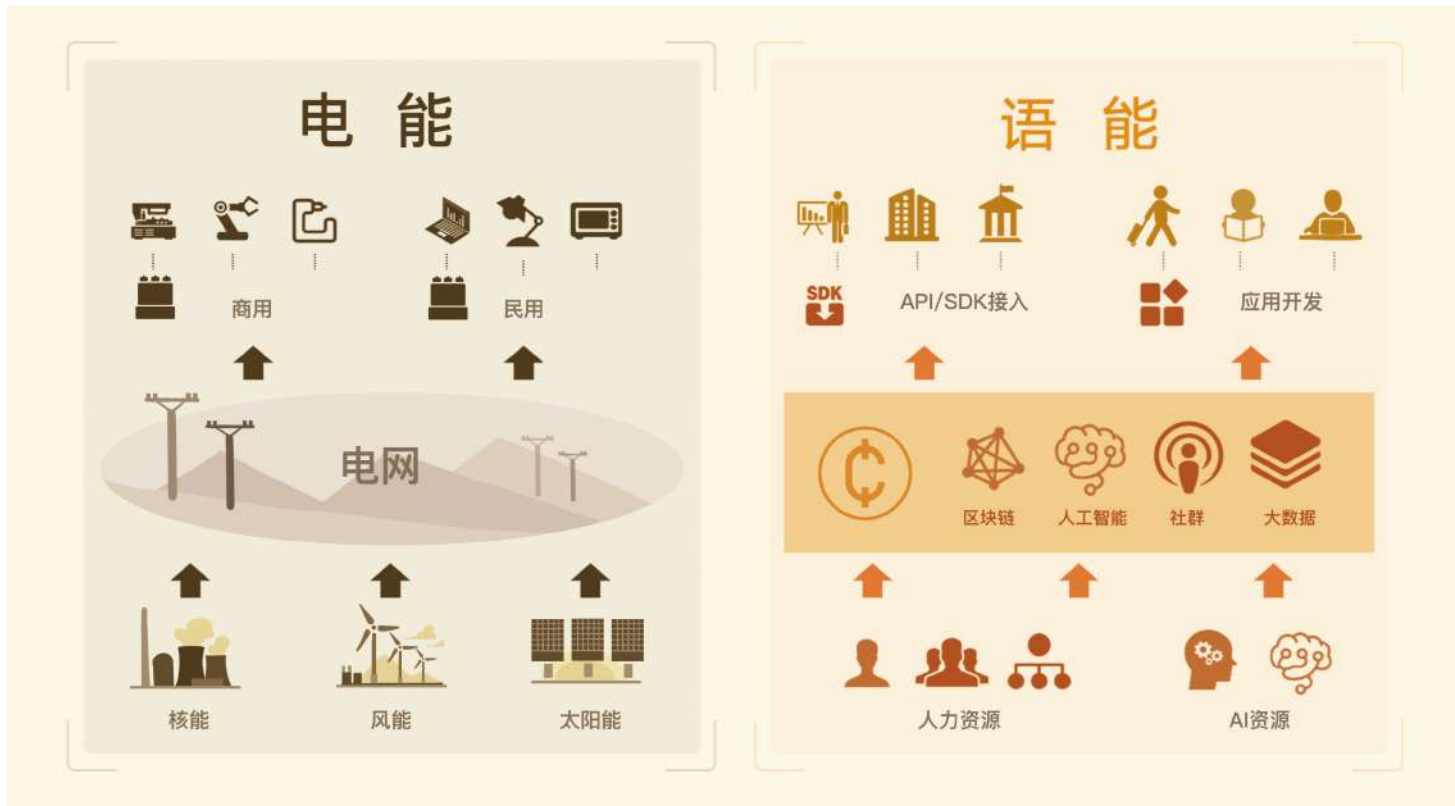 电能
商用
民用
电网
核能
风能
太阳能
语能
SDK
API/SDK接入
应用开发
区块链
人工智能
社群
大数据
人力资源
AI资源